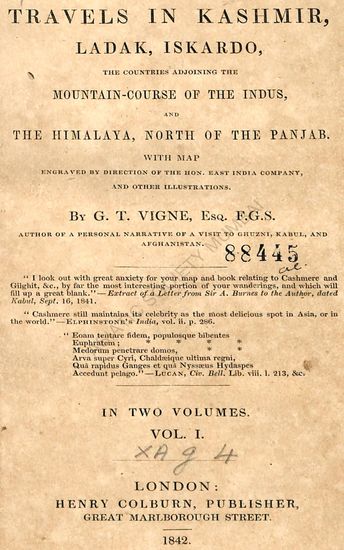 TRAVELS IN KASHMIR,
LADAK, ISKARDO,
THE COUNTRIES ADJOINING THE
MOUNTAIN-COURSE OF THE INDUS,
AND
THE HIMALAYA, NORTH OF THE PANJAB.
WITH MAP
ENGRAVED BY DIRECTION OF THE HON. EAST INDIA COMPANY,
AND OTHER ILLUSTRATIONS.
BY G. T. VIGNE, ESQ. F.G.S.
AUTHOR OF A PERSONAL NARRATIVE OF A VISIT TO GHUZNI, KABUL, AND
AFGHANISTAN.
88445
"I look out with great anxiety for your map and book relating to Cashmere and
Gilghit, &c., by far the most interesting portion of your wanderings, and which will
fill up a great blank."—Extract of a Letter from Sir A. Burnes to the Author, dated
Kabul, Sept. 16, 1841.
"Cashmere still maintains its celebrity as the most delicious spot in Asia, or in
the world."—ELPHINSTONE's India, vol. ii. p. 286.
"Eoam tentare fidem, populosque bibentes
Euphratem; * * * *
Medorum penetrare domos, * *
Arva super Cyri, Chaldæique ultima regni,
Quà rapidus Ganges et quà Nyssæus Hydaspes
Accedunt pelago."—LUCAN, Civ. Bell. Lib. viii. l. 213, &c.
IN TWO VOLUMES.
VOL. I.
XA g 4
LONDON:
HENRY COLBURN, PUBLISHER,
GREAT MARLBOROUGH STREET.
1842.